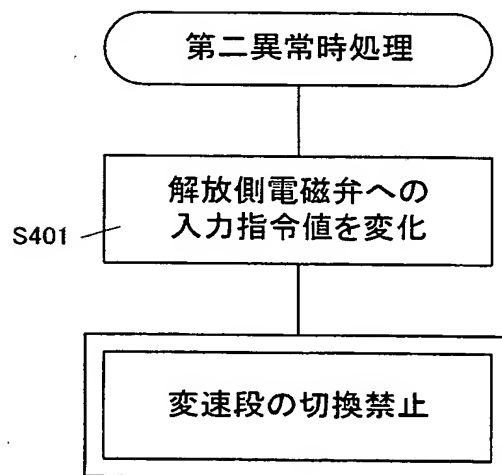 第二異常時処理
解放側電磁弁への
入力指令値を変化
S401
変速段の切換禁止